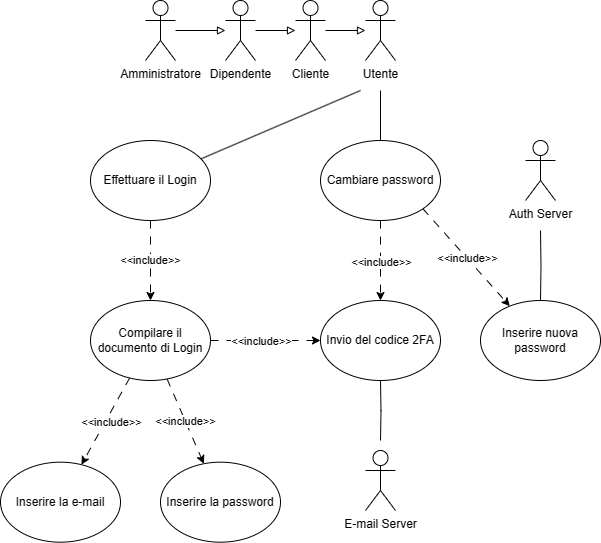 Amministratore
Dipendente
Cliente
Utente
Effettuare il Login
Cambiare password
Auth Server
<<include>>
<<include>>
<<include>>
Compilare il
documento di Login
<<include>>
Invio del codice 2FA
Inserire nuova
password
<<include>>
<<include>>
Inserire la e-mail
Inserire la password
E-mail Server